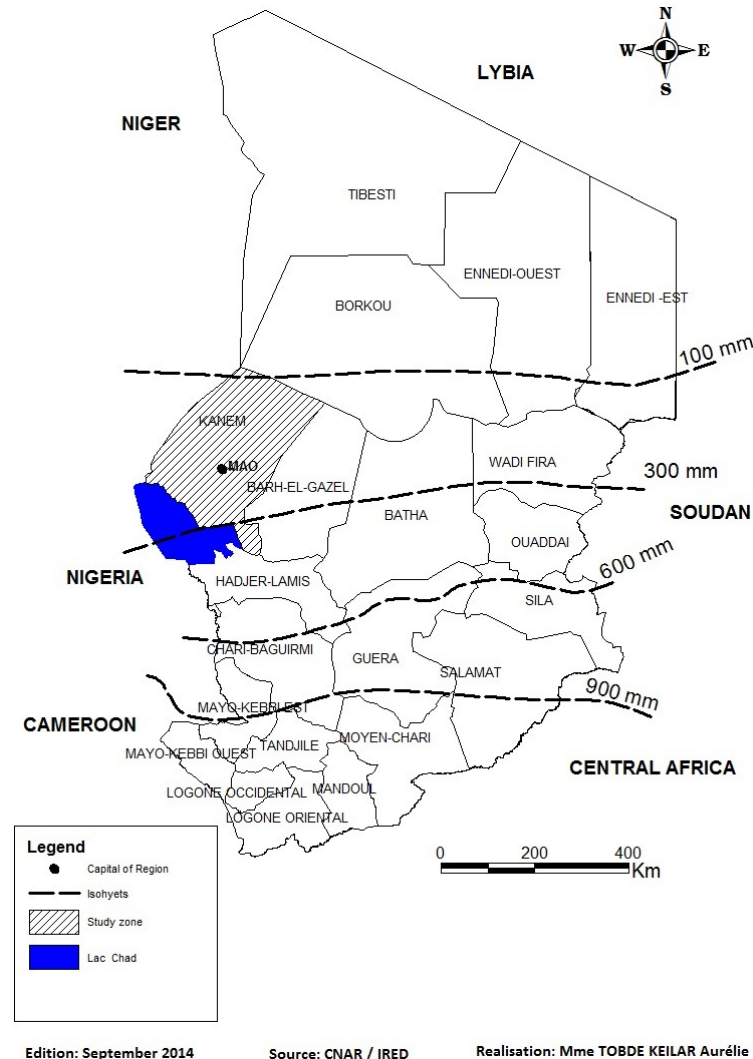 N
W E
S
LYBIA
NIGER
TIBESTI
ENNEDI-OUEST
ENNEDI -EST
BORKOU
100 mm
KANEM
MAO
WADI FIRA
300 mm
BARH-EL-GAZEL
BATHA
SOUDAN
OUADDAI
NIGERIA
HADJER-LAMIS
600 mm
SILA
CHARI-BAGUIRMI
GUERA
SALAMAT
900 mm
MAYO-KEBBI EST
CAMEROON
MAYO-KEBBI OUEST
TANDJILE
MOYEN-CHARI
CENTRAL AFRICA
LOGONE OCCIDENTAL
MANDOUL
LOGONE ORIENTAL
Legend
Capital of Region
Isohyets
Study zone
Lac Chad
0 200 400
Km
Edition: September 2014 Source: CNAR / IRED Realisation: Mme TOBDE KEILAR Aurélie